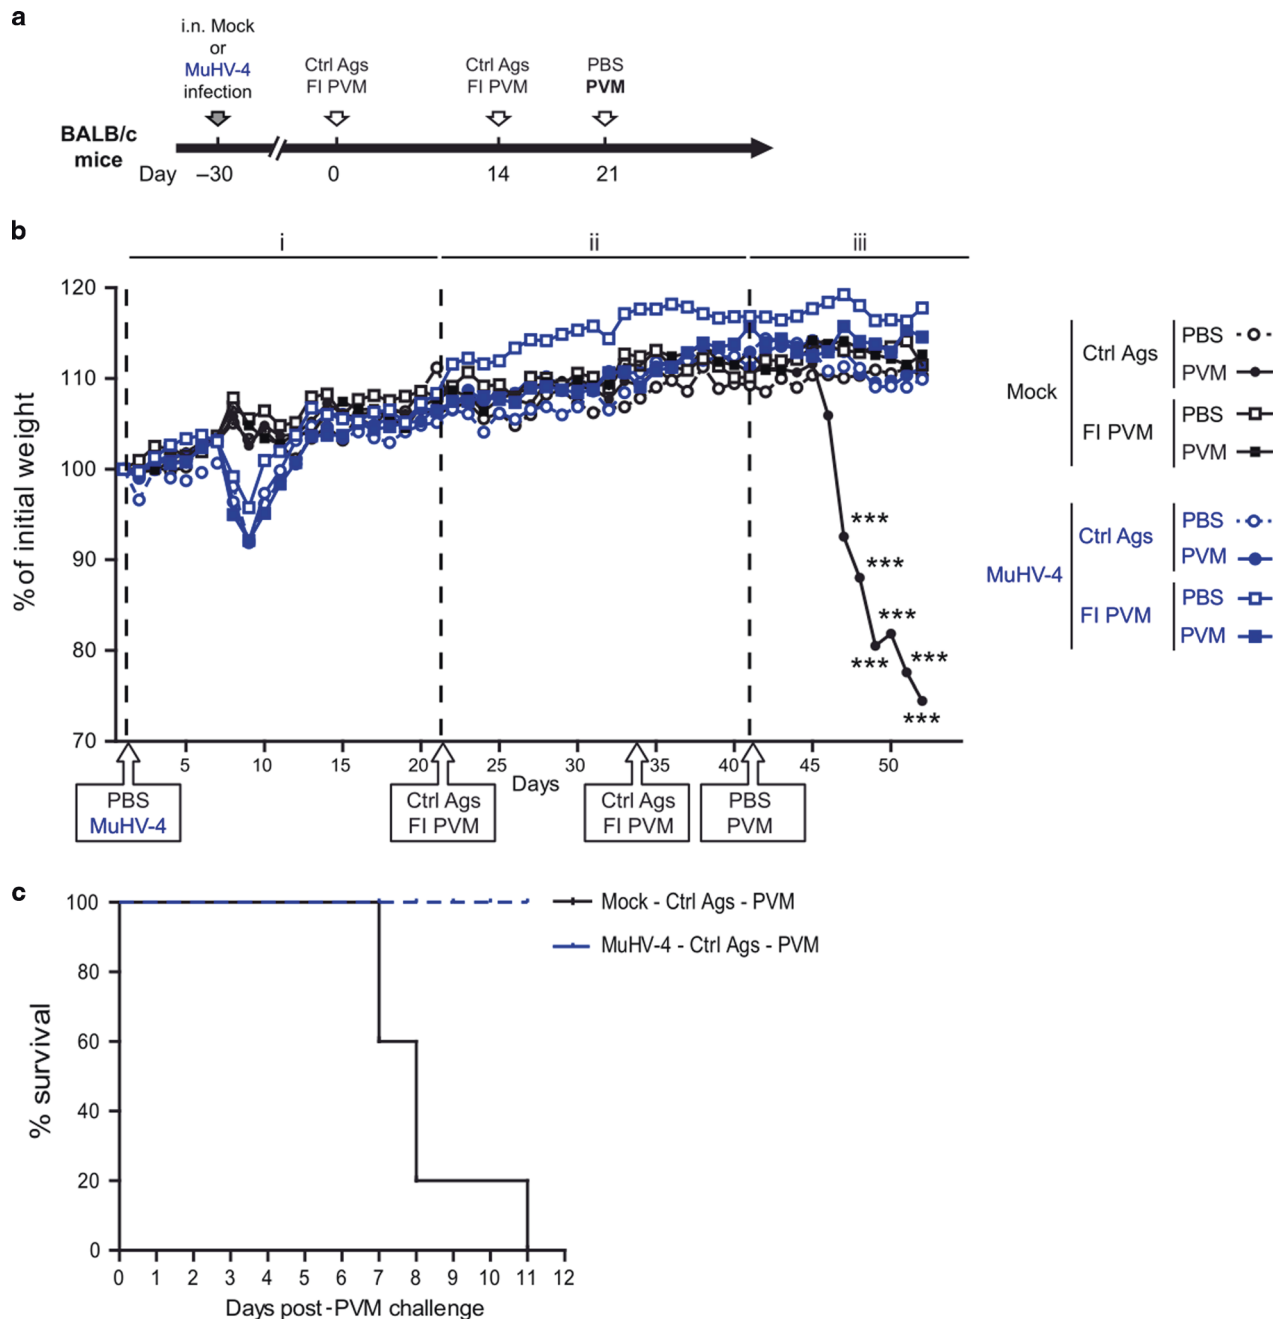 a
i.n. Mock
or
MuHV-4
infection
Ctrl Ags
FI PVM
Ctrl Ags
FI PVM
PBS
PVM
BALB/c
mice
Day –30 0 14 21
b
i ii iii
120
110
100
90
80
70
% of initial weight
***
***
***
***
***
***
5 10 15 20 25 30 35 40 45 50
Days
PBS
MuHV-4
Ctrl Ags
FI PVM
Ctrl Ags
FI PVM
PBS
PVM
Mock
Ctrl Ags
PBS
PVM
FI PVM
PBS
PVM
MuHV-4
Ctrl Ags
PBS
PVM
FI PVM
PBS
PVM
c
100
80
60
40
20
0
% survival
Mock - Ctrl Ags - PVM
MuHV-4 - Ctrl Ags - PVM
0 1 2 3 4 5 6 7 8 9 10 11 12
Days post-PVM challenge